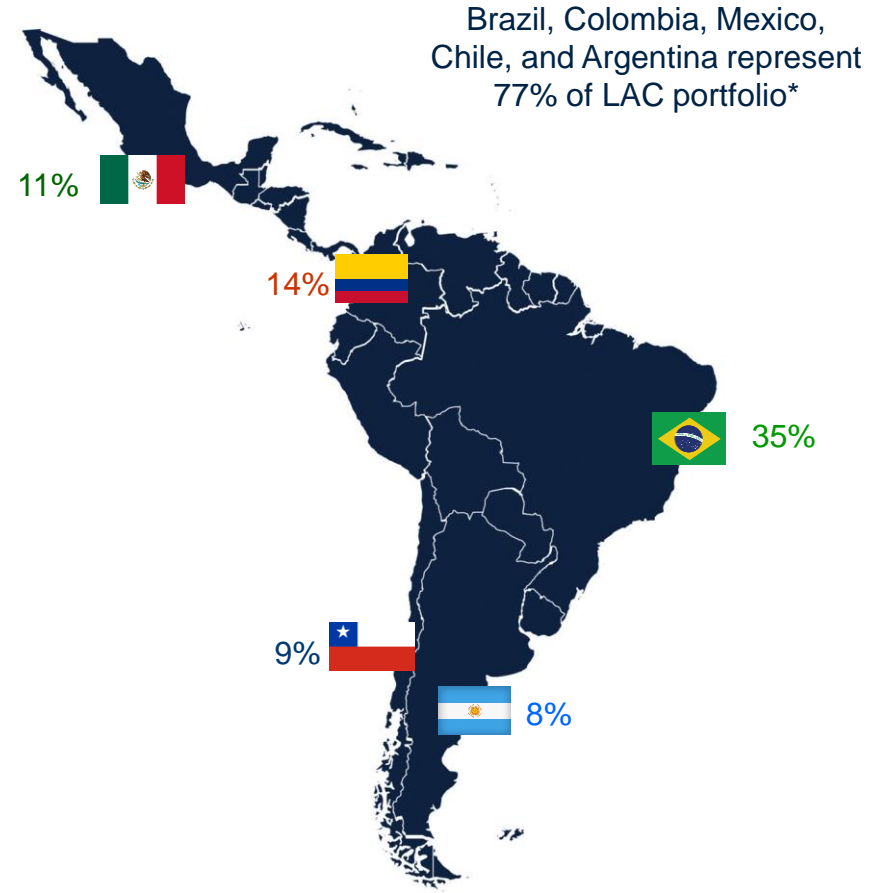 Brazil, Colombia, Mexico,
Chile, and Argentina represent
77% of LAC portfolio*
11%
14%
35%
9%
8%